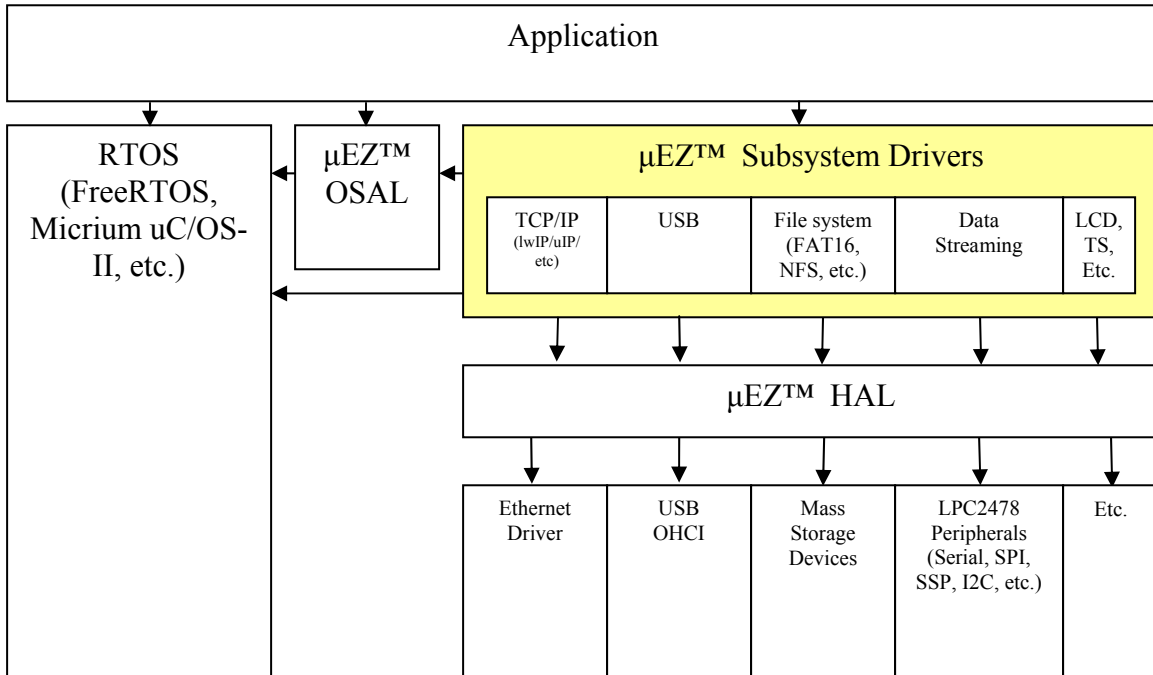 Application
RTOS
(FreeRTOS,
Micrium uC/OS-
II, etc.)
μEZ™
OSAL
μEZ™ Subsystem Drivers
TCP/IP
(lwIP/uIP/
etc)
USB
File system
(FAT16,
NFS, etc.)
Data
Streaming
LCD,
TS,
Etc.
μEZ™ HAL
Ethernet
Driver
USB
OHCI
Mass
Storage
Devices
LPC2478
Peripherals
(Serial, SPI,
SSP, I2C, etc.)
Etc.